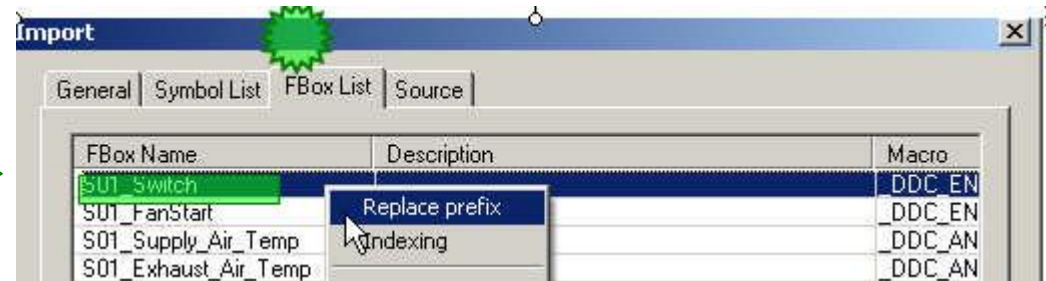 Import
General Symbol List FBox List Source
FBox Name Description Macro
S01_Switch _DDC_EN
S01_FanStart _DDC_EN
S01_Supply_Air_Temp _DDC_AN
S01_Exhaust_Air_Temp _DDC_AN
Replace prefix
Indexing